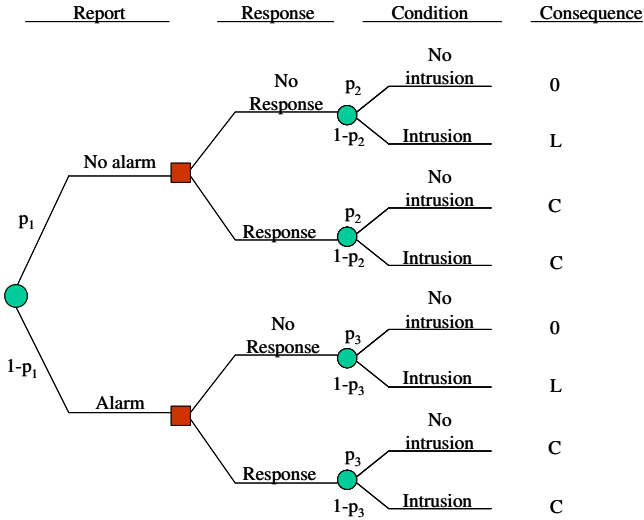 Report Response Condition Consequence
No
intrusion
p2
0
No
Response
1-p2
Intrusion
L
No alarm
No
intrusion
p2
C
p1
Response
1-p2
Intrusion
C
No
intrusion
p3
0
No
Response
1-p1
1-p3
Intrusion
L
Alarm
No
intrusion
p3
C
Response
1-p3
Intrusion
C